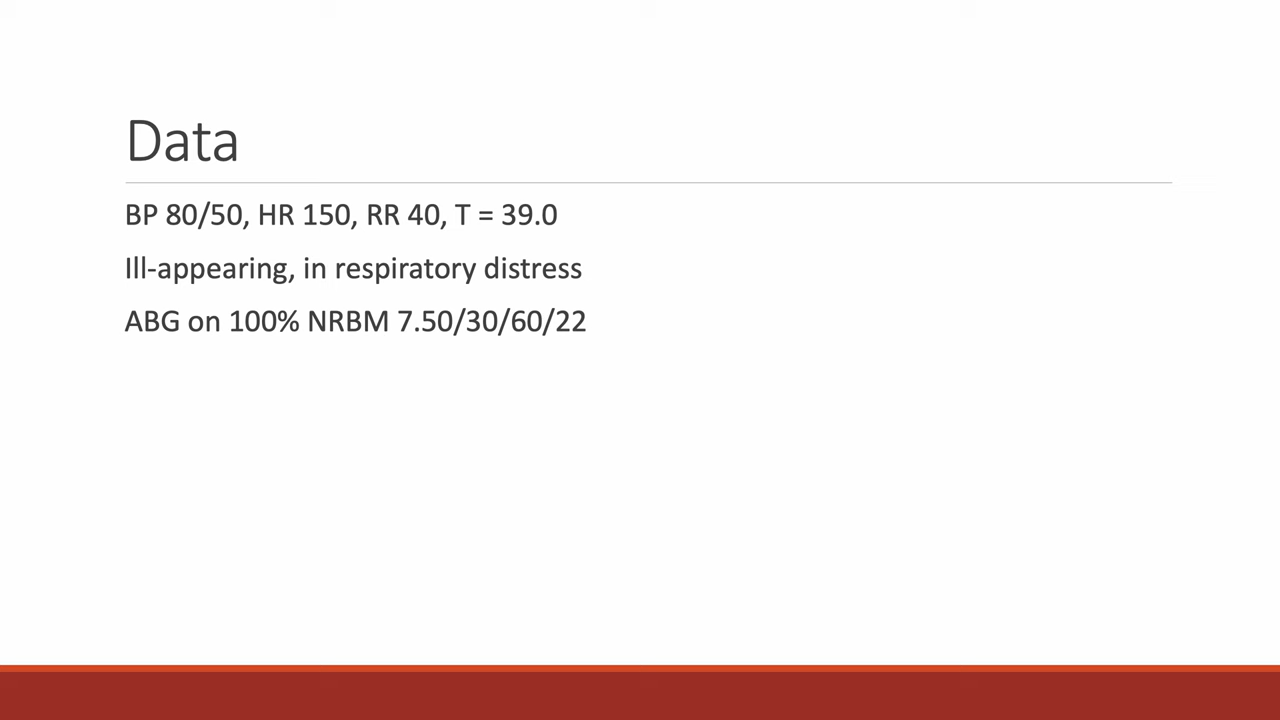 Data
BP 80/50, HR 150, RR 40, T = 39.0
Ill-appearing, in respiratory distress
ABG on 100% NRBM 7.50/30/60/22